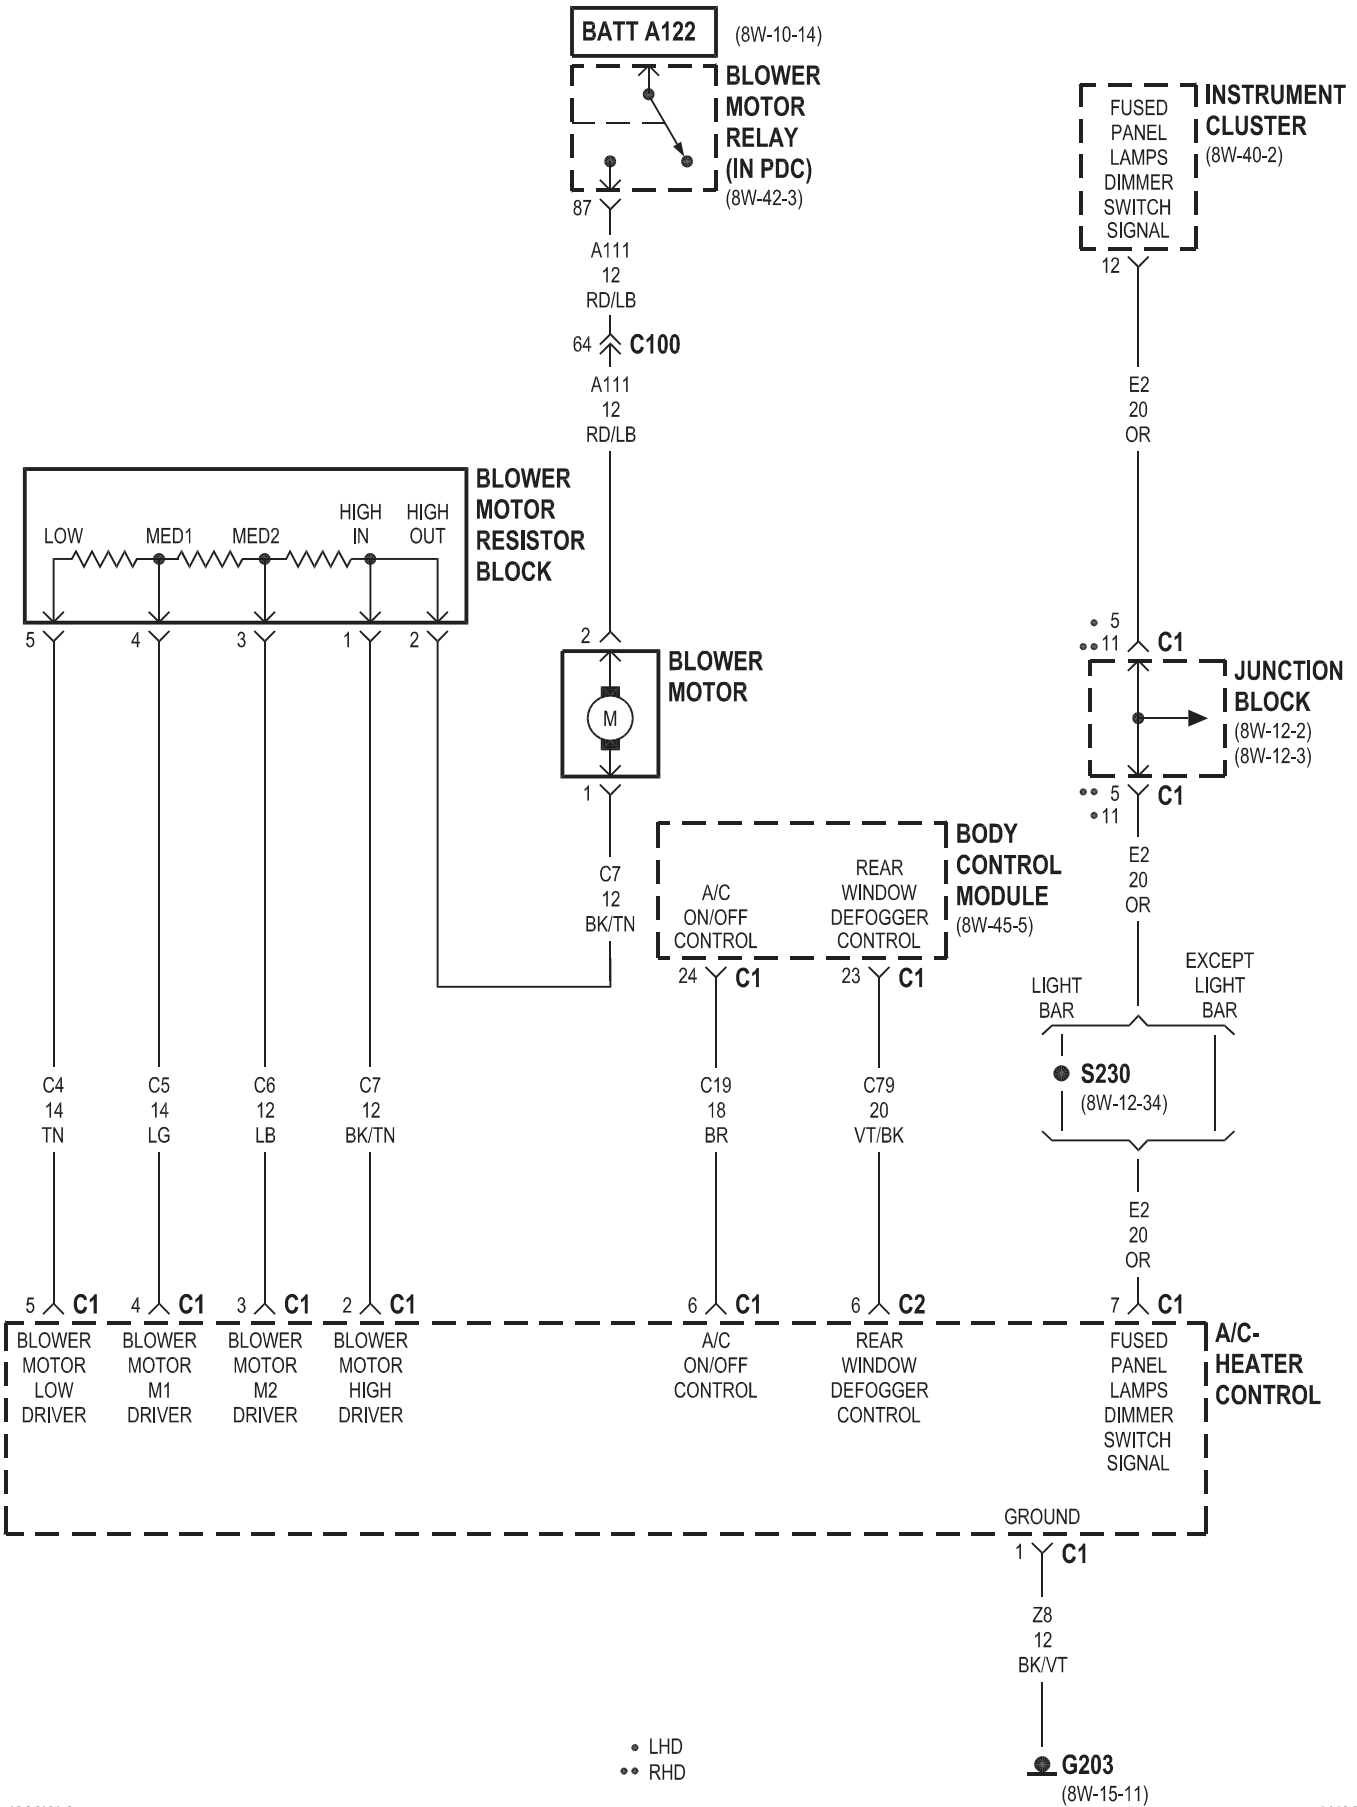 BATT A122 (8W-10-14)
BLOWER
MOTOR
RELAY
(IN PDC)
(8W-42-3)
87
A111
12
RD/LB
64 C100
A111
12
RD/LB
INSTRUMENT
CLUSTER
(8W-40-2)
FUSED
PANEL
LAMPS
DIMMER
SWITCH
SIGNAL
12
E2
20
OR
BLOWER
MOTOR
RESISTOR
BLOCK
LOW
MED1
MED2
HIGH
IN
HIGH
OUT
5
4
3
1
2
2
BLOWER
MOTOR
M
1
C7
12
BK/TN
• 5
•• 11 C1
JUNCTION
BLOCK
(8W-12-2)
(8W-12-3)
•• 5 C1
• 11
E2
20
OR
BODY
CONTROL
MODULE
(8W-45-5)
A/C
ON/OFF
CONTROL
REAR
WINDOW
DEFOGGER
CONTROL
24 C1
23 C1
LIGHT
BAR
EXCEPT
LIGHT
BAR
S230
(8W-12-34)
C4
14
TN
C5
14
LG
C6
12
LB
C7
12
BK/TN
C19
18
BR
C79
20
VT/BK
E2
20
OR
5 C1
4 C1
3 C1
2 C1
6 C1
6 C2
7 C1
A/C-
HEATER
CONTROL
BLOWER
MOTOR
LOW
DRIVER
BLOWER
MOTOR
M1
DRIVER
BLOWER
MOTOR
M2
DRIVER
BLOWER
MOTOR
HIGH
DRIVER
A/C
ON/OFF
CONTROL
REAR
WINDOW
DEFOGGER
CONTROL
FUSED
PANEL
LAMPS
DIMMER
SWITCH
SIGNAL
GROUND
1 C1
Z8
12
BK/VT
G203
(8W-15-11)
• LHD
•• RHD